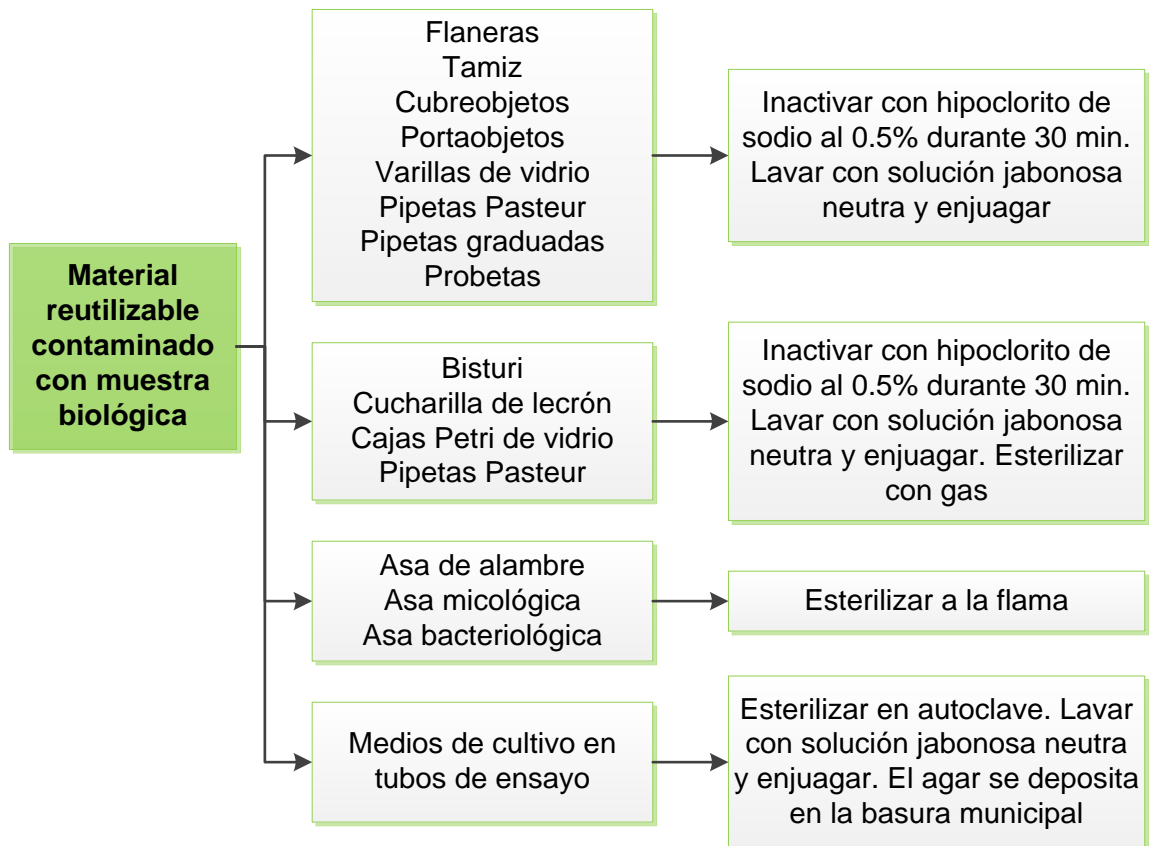 Material
reutilizable
contaminado
con muestra
biológica
Flaneras
Tamiz
Cubreobjetos
Portaobjetos
Varillas de vidrio
Pipetas Pasteur
Pipetas graduadas
Probetas
Inactivar con hipoclorito de
sodio al 0.5% durante 30 min.
Lavar con solución jabonosa
neutra y enjuagar
Bisturi
Cucharilla de lecrón
Cajas Petri de vidrio
Pipetas Pasteur
Inactivar con hipoclorito de
sodio al 0.5% durante 30 min.
Lavar con solución jabonosa
neutra y enjuagar. Esterilizar
con gas
Asa de alambre
Asa micológica
Asa bacteriológica
Esterilizar a la flama
Medios de cultivo en
tubos de ensayo
Esterilizar en autoclave. Lavar
con solución jabonosa neutra
y enjuagar. El agar se deposita
en la basura municipal